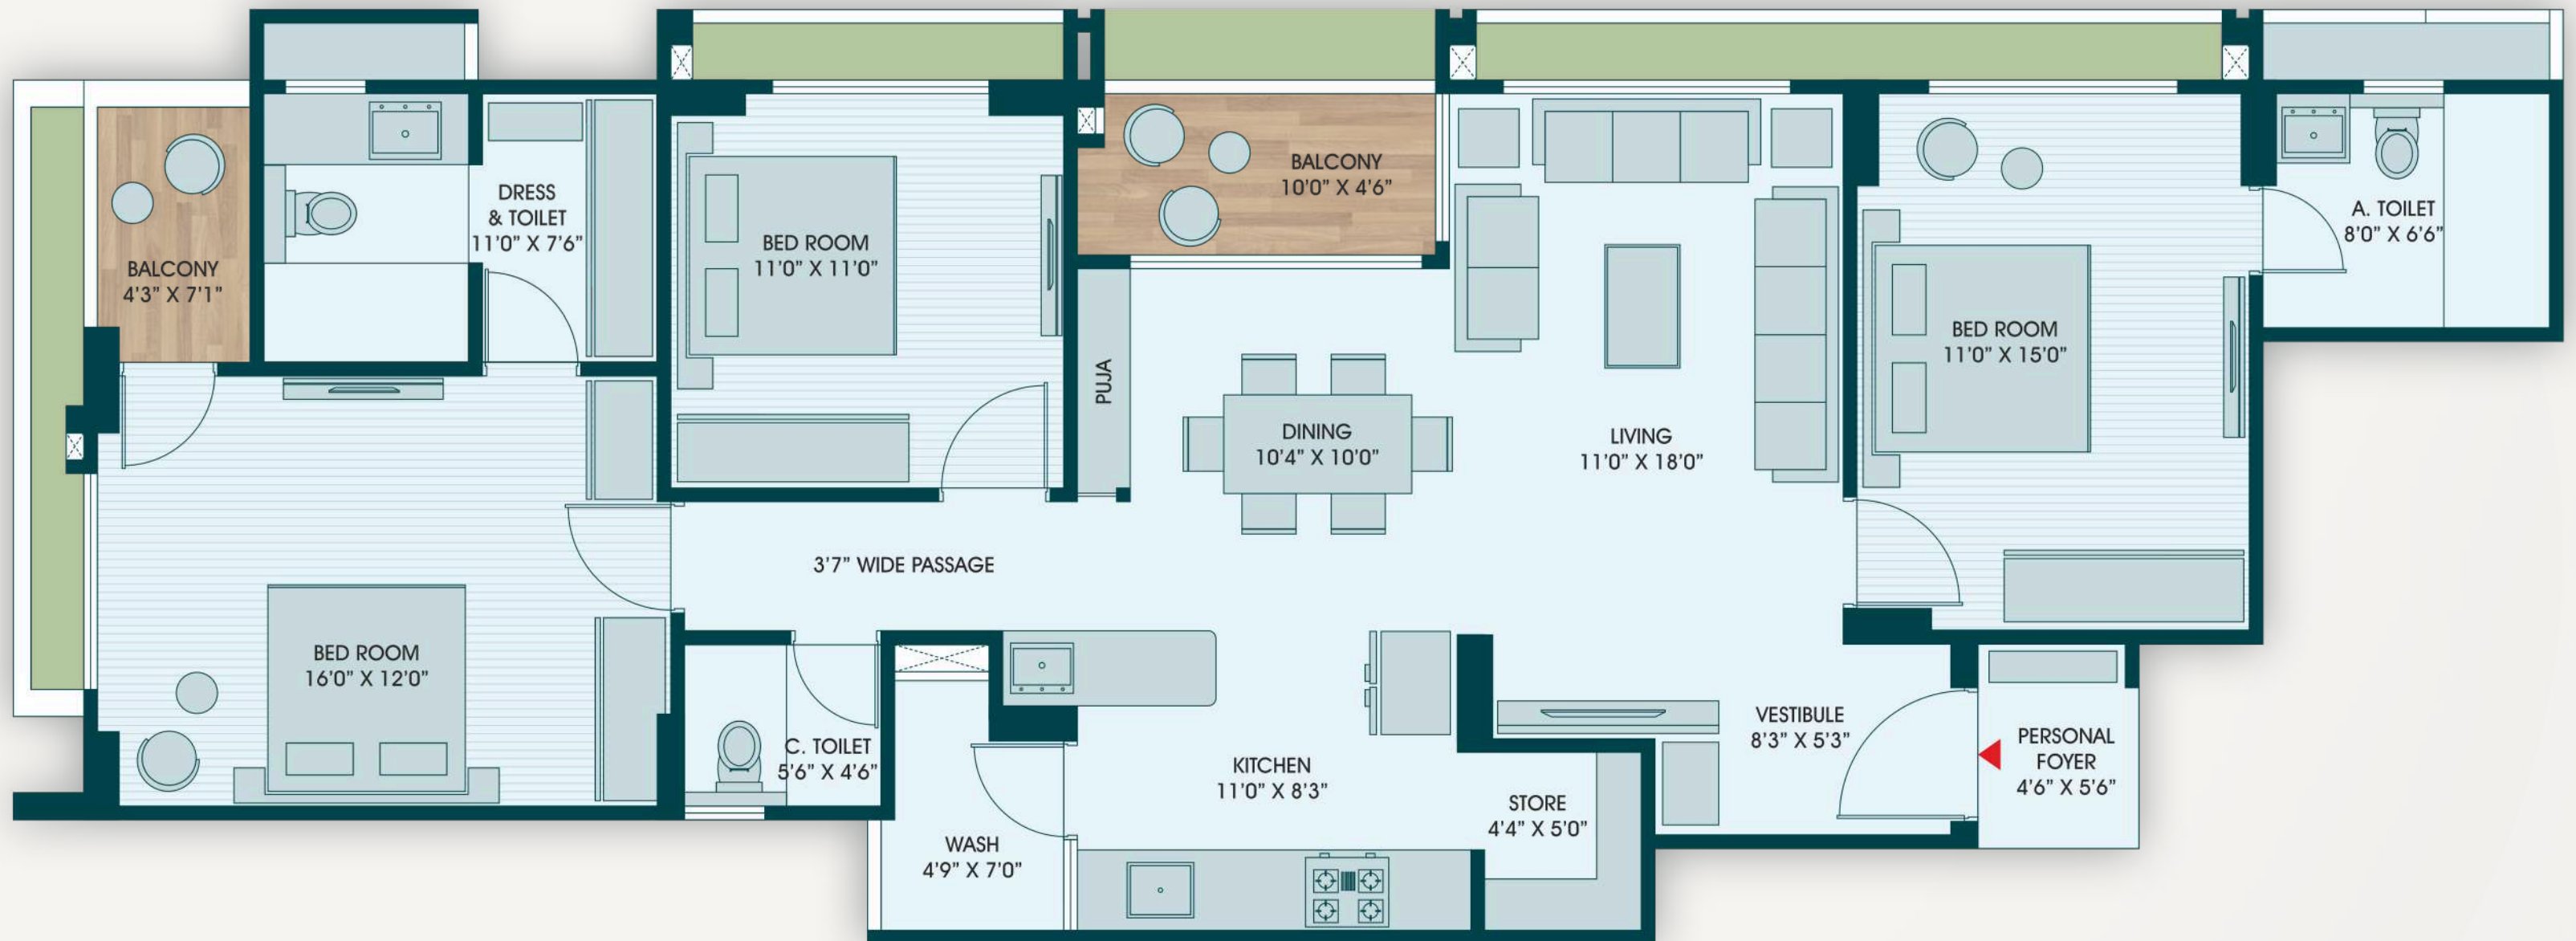 BALCONY
4'3" X 7'1"
DRESS
& TOILET
11'0" X 7'6"
BED ROOM
11'0" X 11'0"
BALCONY
10'0" X 4'6"
A. TOILET
8'0" X 6'6"
BED ROOM
11'0" X 15'0"
PUJA
DINING
10'4" X 10'0"
LIVING
11'0" X 18'0"
3'7" WIDE PASSAGE
BED ROOM
16'0" X 12'0"
C. TOILET
5'6" X 4'6"
WASH
4'9" X 7'0"
KITCHEN
11'0" X 8'3"
STORE
4'4" X 5'0"
VESTIBULE
8'3" X 5'3"
PERSONAL
FOYER
4'6" X 5'6"